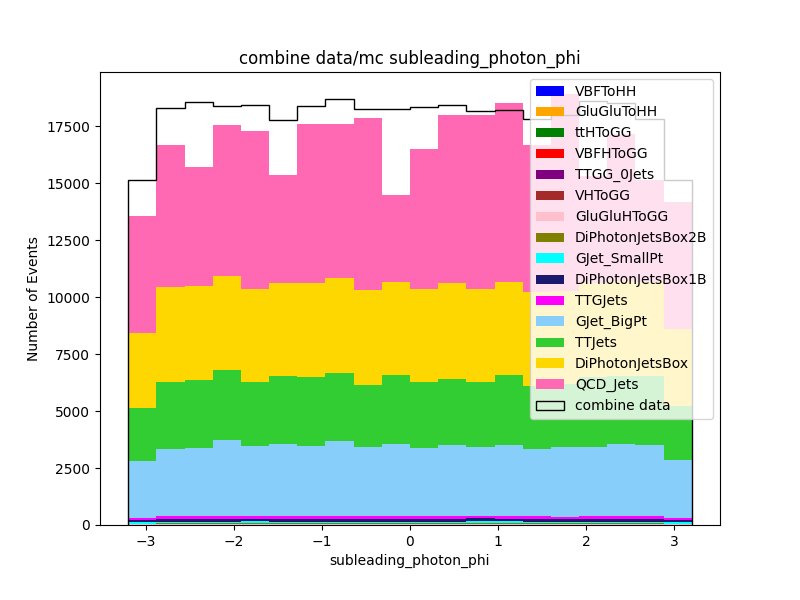 combine data/mc subleading_photon_phi
Number of Events
17500
15000
12500
10000
7500
5000
2500
0
−3
−2
−1
0
1
2
3
subleading_photon_phi
VBFToHH
GluGluToHH
ttHToGG
VBFHToGG
TTGG_0Jets
VHToGG
GluGluHToGG
DiPhotonJetsBox2B
GJet_SmallPt
DiPhotonJetsBox1B
TTGJets
GJet_BigPt
TTJets
DiPhotonJetsBox
QCD_Jets
combine data